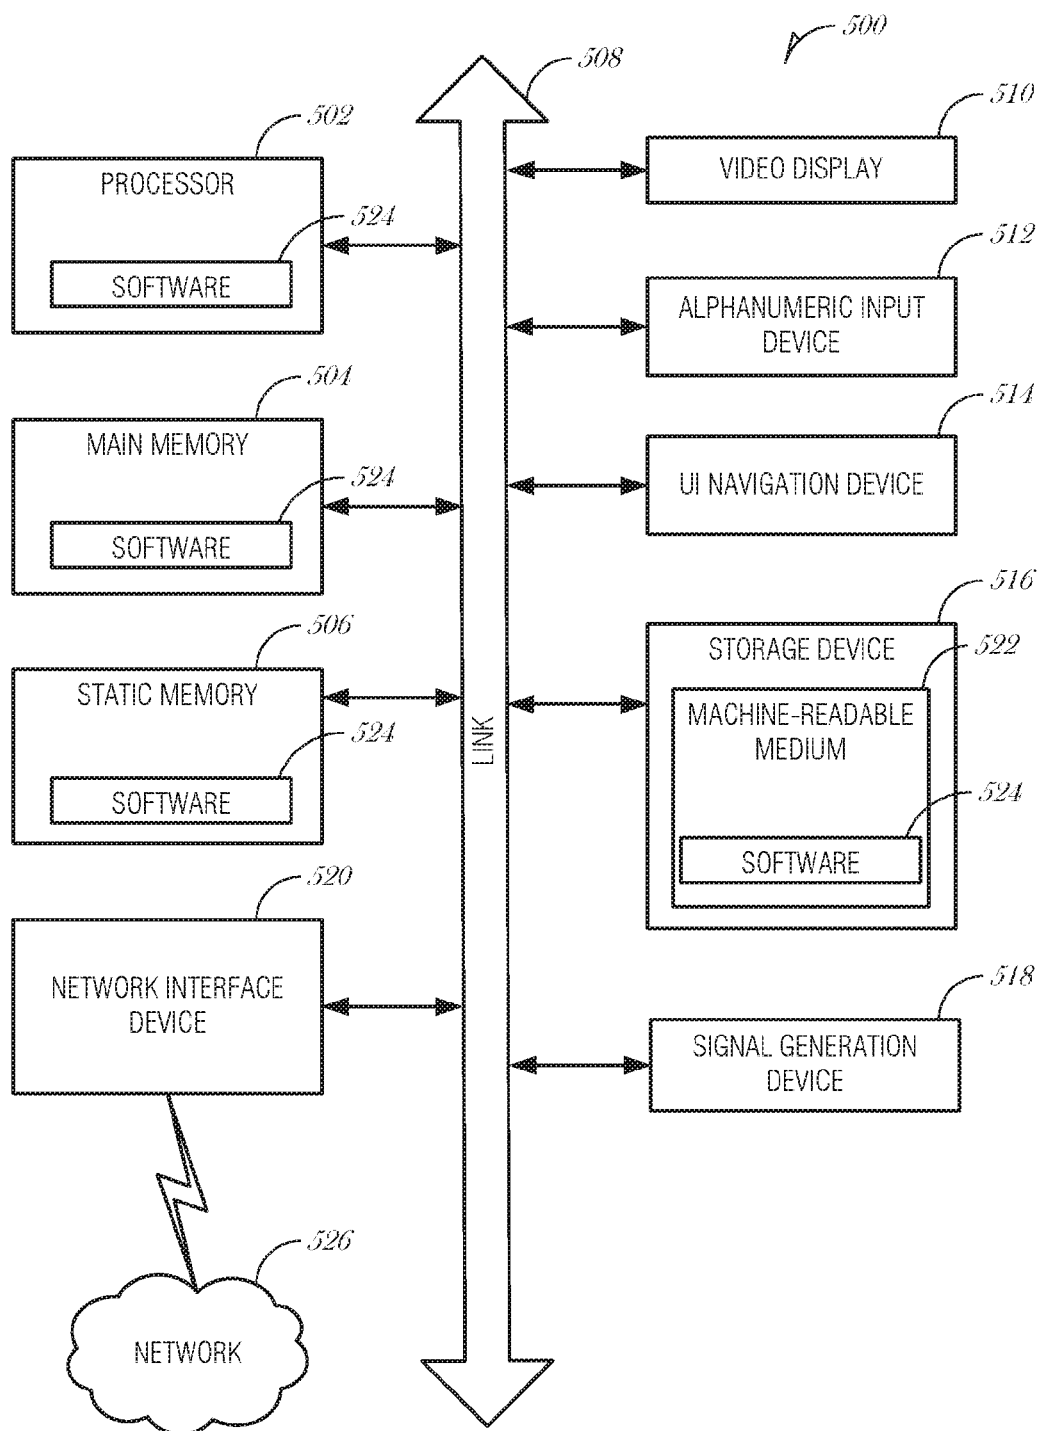 500
508
502
PROCESSOR
524
SOFTWARE
504
MAIN MEMORY
524
SOFTWARE
506
STATIC MEMORY
524
SOFTWARE
520
NETWORK INTERFACE
DEVICE
526
NETWORK
LINK
510
VIDEO DISPLAY
512
ALPHANUMERIC INPUT
DEVICE
514
UI NAVIGATION DEVICE
516
STORAGE DEVICE
522
MACHINE-READABLE
MEDIUM
524
SOFTWARE
518
SIGNAL GENERATION
DEVICE